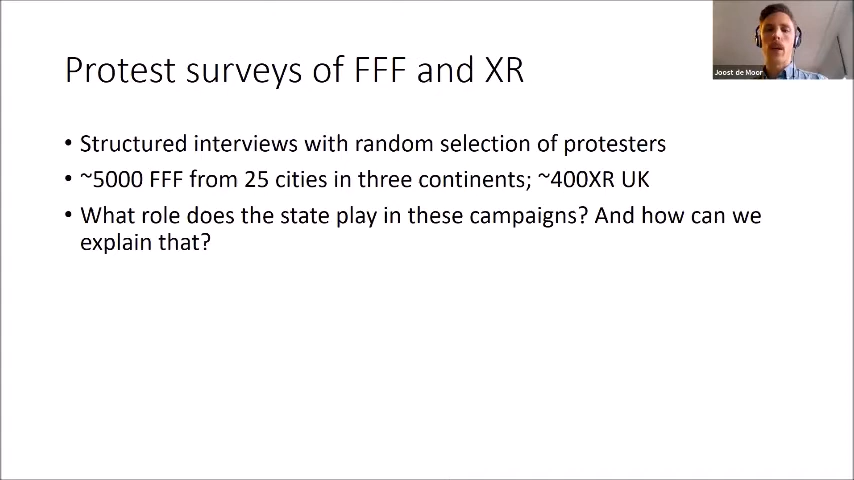 Protest surveys of FFF and XR
Joost de Moor
• Structured interviews with random selection of protesters
• ~5000 FFF from 25 cities in three continents; ~400XR UK
• What role does the state play in these campaigns? And how can we
explain that?